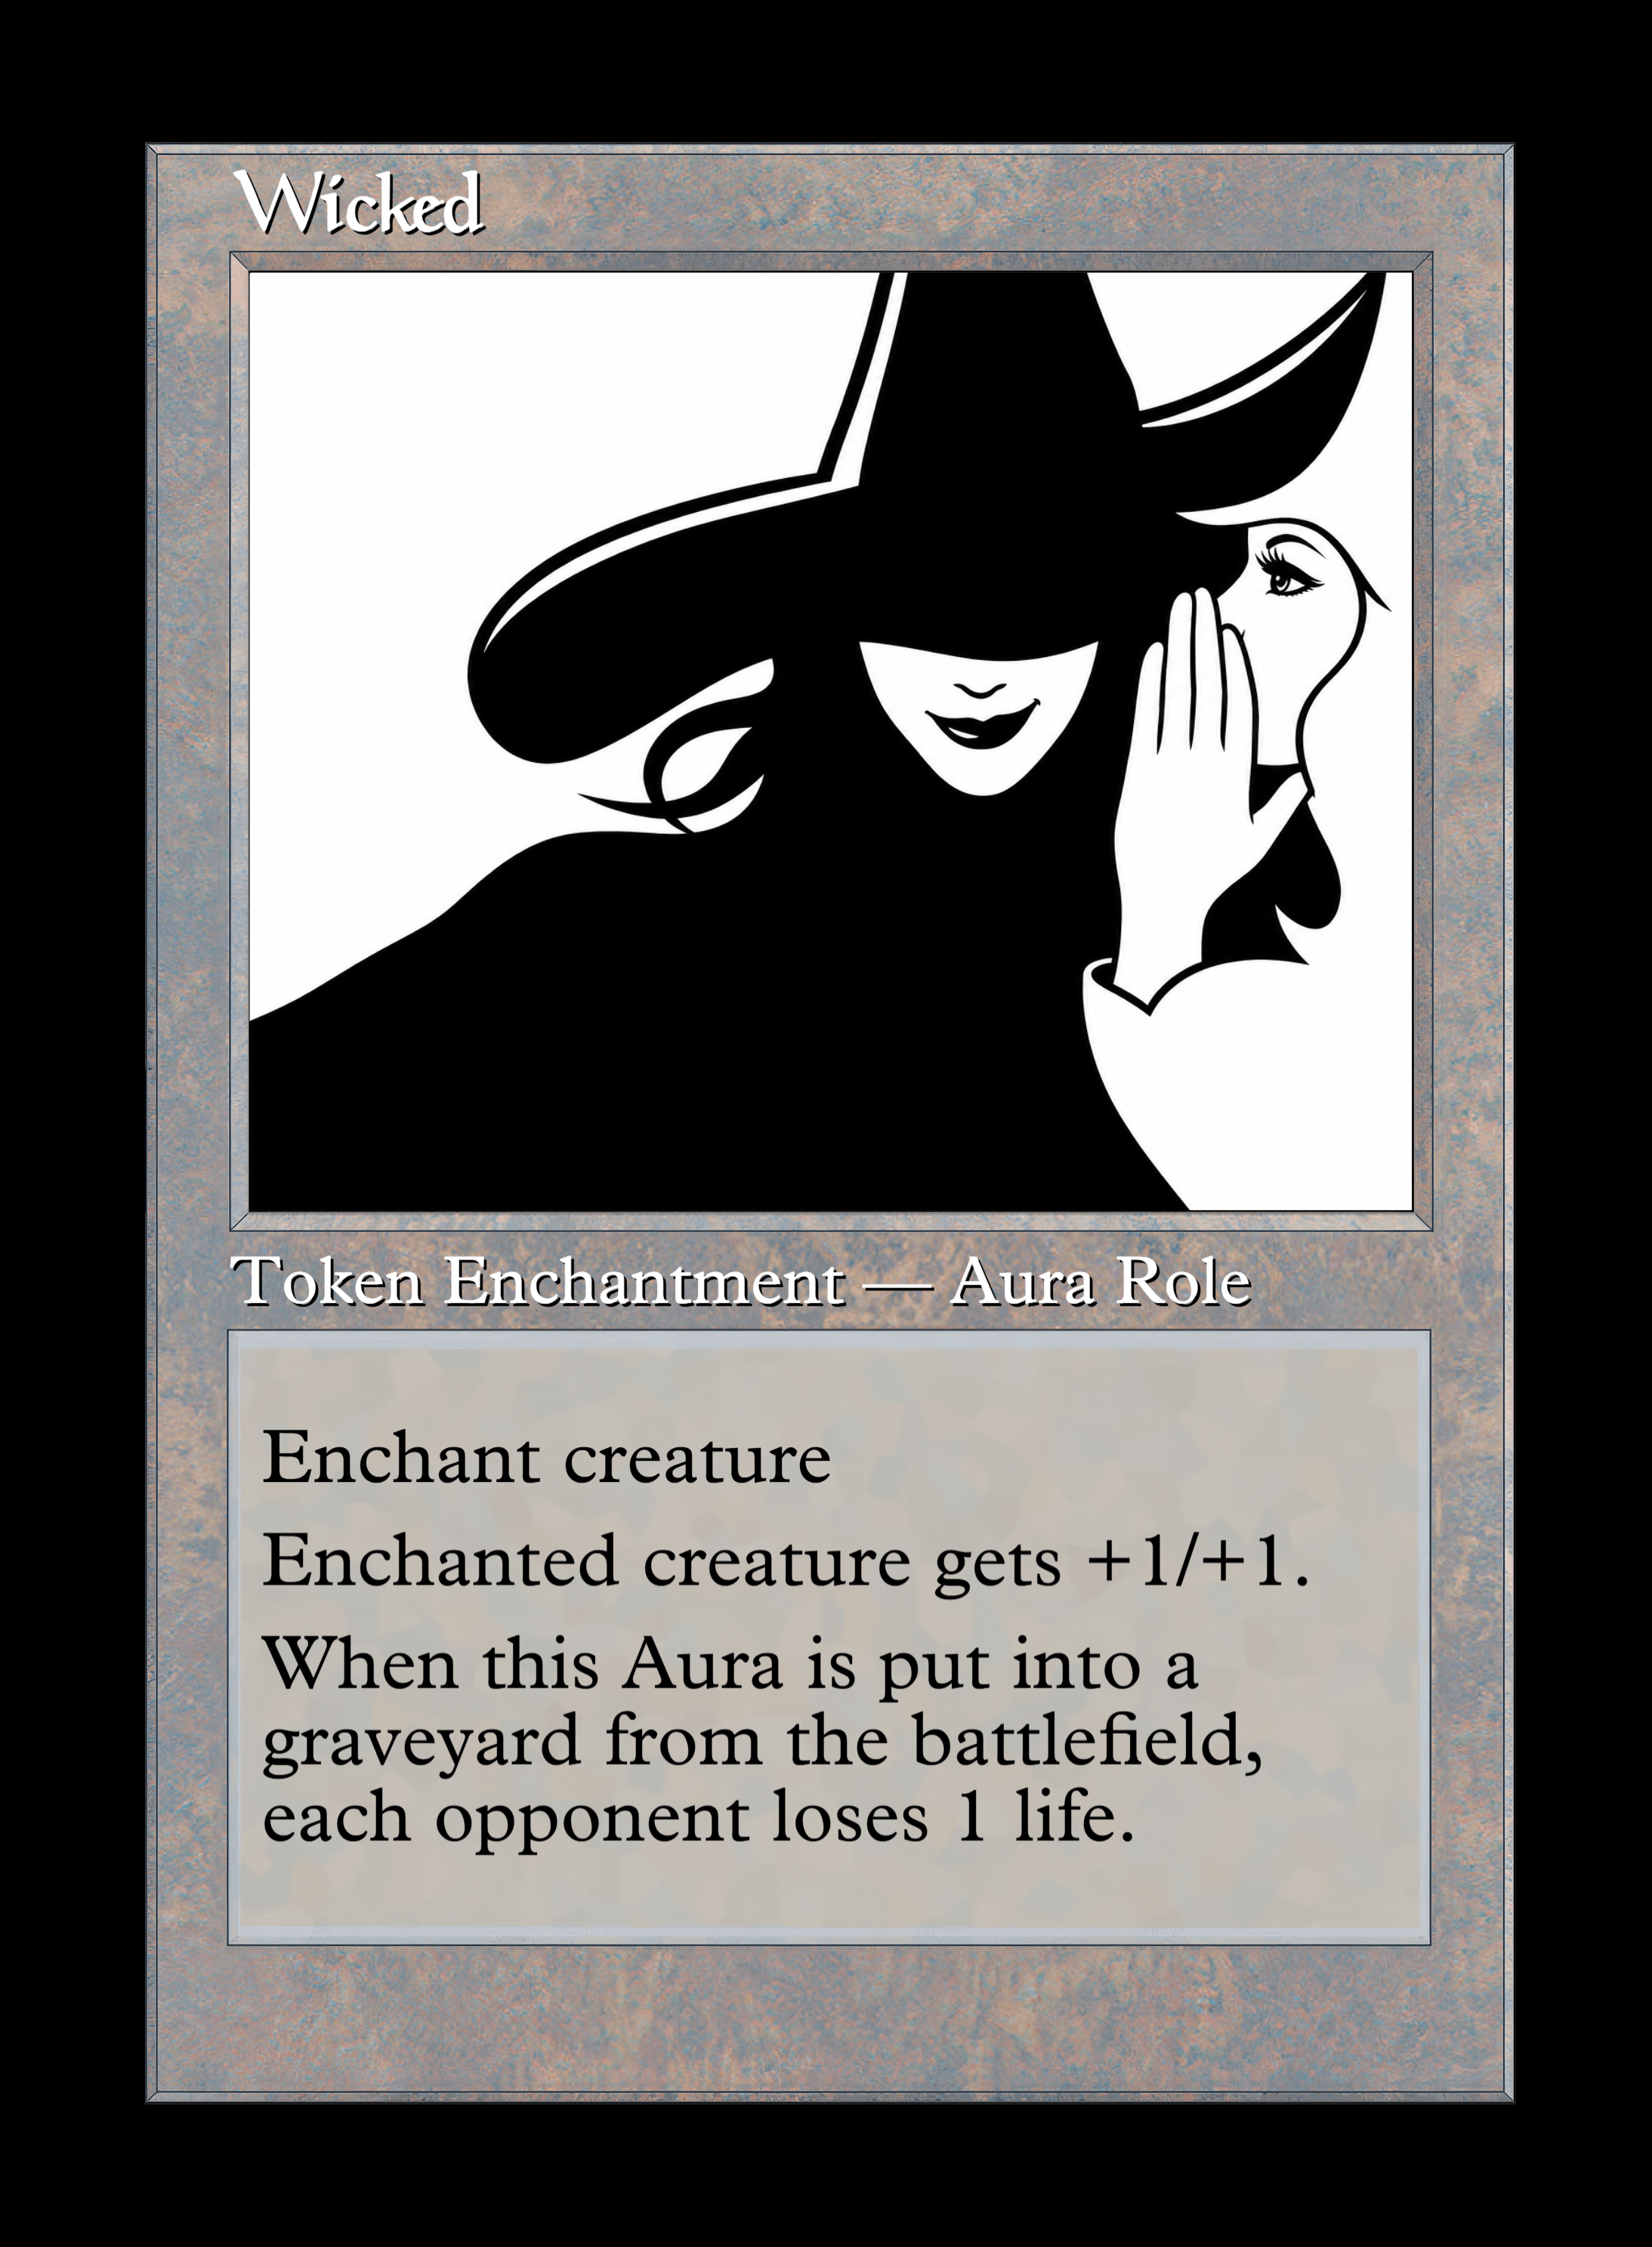 Wicked
Token Enchantment — Aura Role
Enchant creature
Enchanted creature gets +1/+1.
When this Aura is put into a
graveyard from the battlefield,
each opponent loses 1 life.